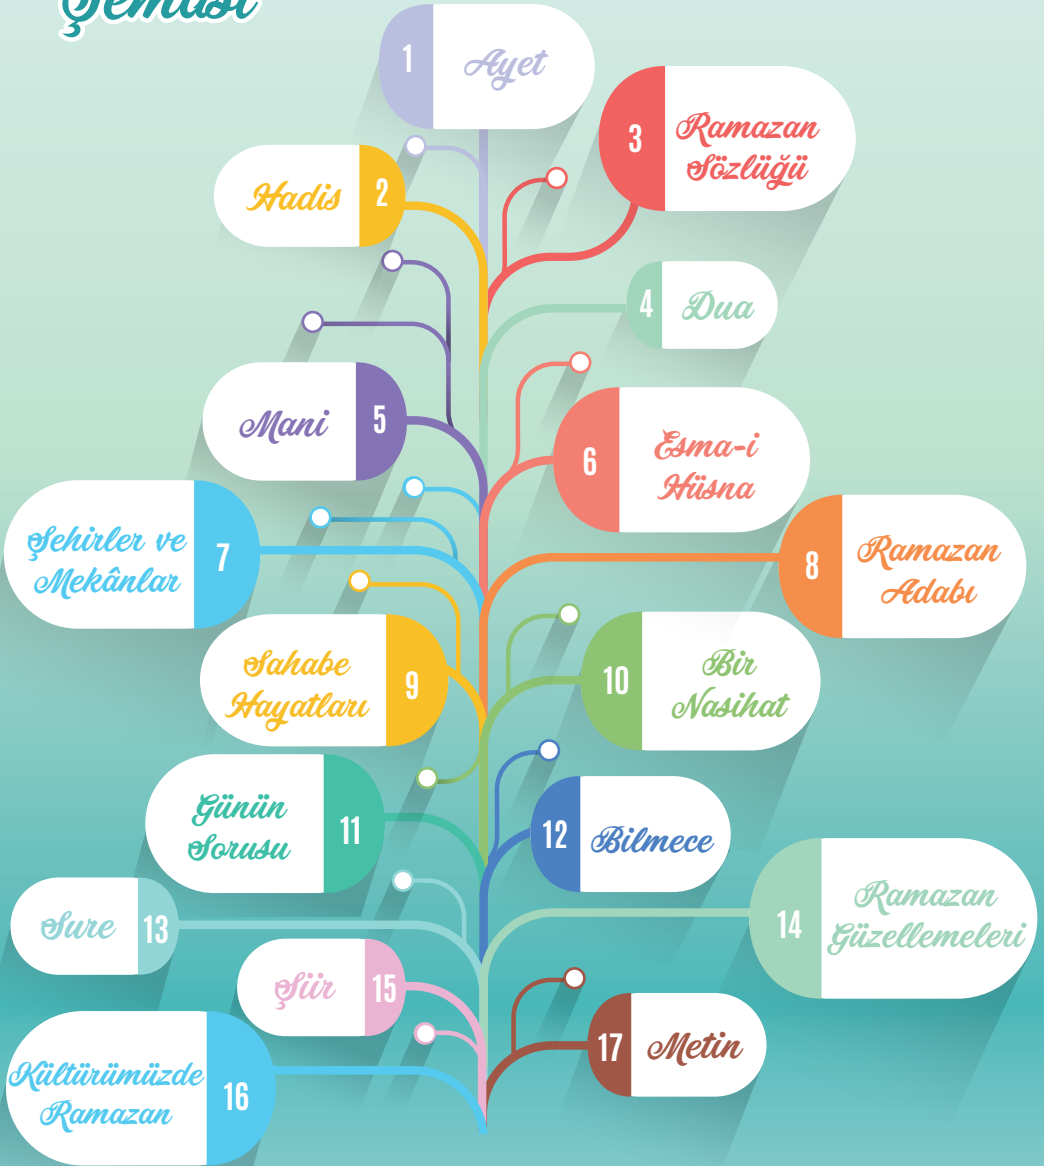 Şeması
1 Ayet
Hadis 2
3 Ramazan
Sözlüğü
4 Dua
Mani 5
6 Esma-i
Hüsna
Şehirler ve
Mekânlar 7
8 Ramazan
Adabı
Sahabe
Hayatları 9
10 Bir
Nasihat
Günün
Sorusu 11
12 Bilmece
Sure 13
14 Ramazan
Güzellemeleri
Şiir 15
Kültürümüzde
Ramazan 16
17 Metin